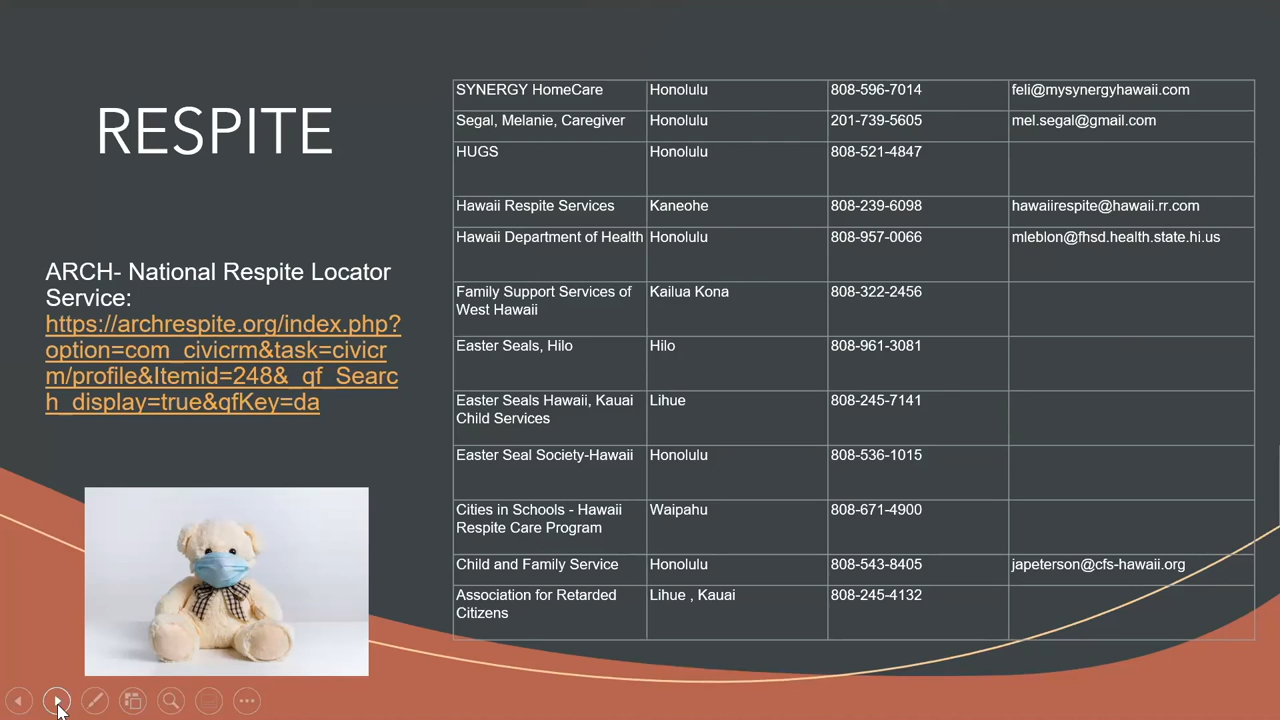 RESPITE
ARCH- National Respite Locator
Service:
https://archrespite.org/index.php?
option=com_civicrm&task=civicr
m/profile&Itemid=248&_qf_Searc
h_display=true&qfKey=da
SYNERGY HomeCare Honolulu 808-596-7014 feli@mysynergyhawaii.com
Segal, Melanie, Caregiver Honolulu 201-739-5605 mel.segal@gmail.com
HUGS Honolulu 808-521-4847
Hawaii Respite Services Kaneohe 808-239-6098 hawaiirespite@hawaii.rr.com
Hawaii Department of Health Honolulu 808-957-0066 mleblon@fhsd.health.state.hi.us
Family Support Services of Kailua Kona 808-322-2456
West Hawaii
Easter Seals, Hilo Hilo 808-961-3081
Easter Seals Hawaii, Kauai Lihue 808-245-7141
Child Services
Easter Seal Society-Hawaii Honolulu 808-536-1015
Cities in Schools - Hawaii Waipahu 808-671-4900
Respite Care Program
Child and Family Service Honolulu 808-543-8405 japeterson@cfs-hawaii.org
Association for Retarded Lihue , Kauai 808-245-4132
Citizens